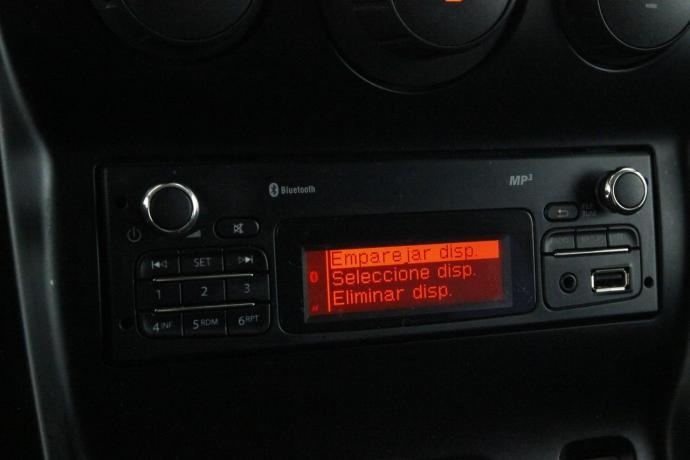 Bluetooth
MP3
SET
1 2 3
4 INF 5 RDM 6 RPT
Emparejar disp.
Seleccione disp.
Eliminar disp.